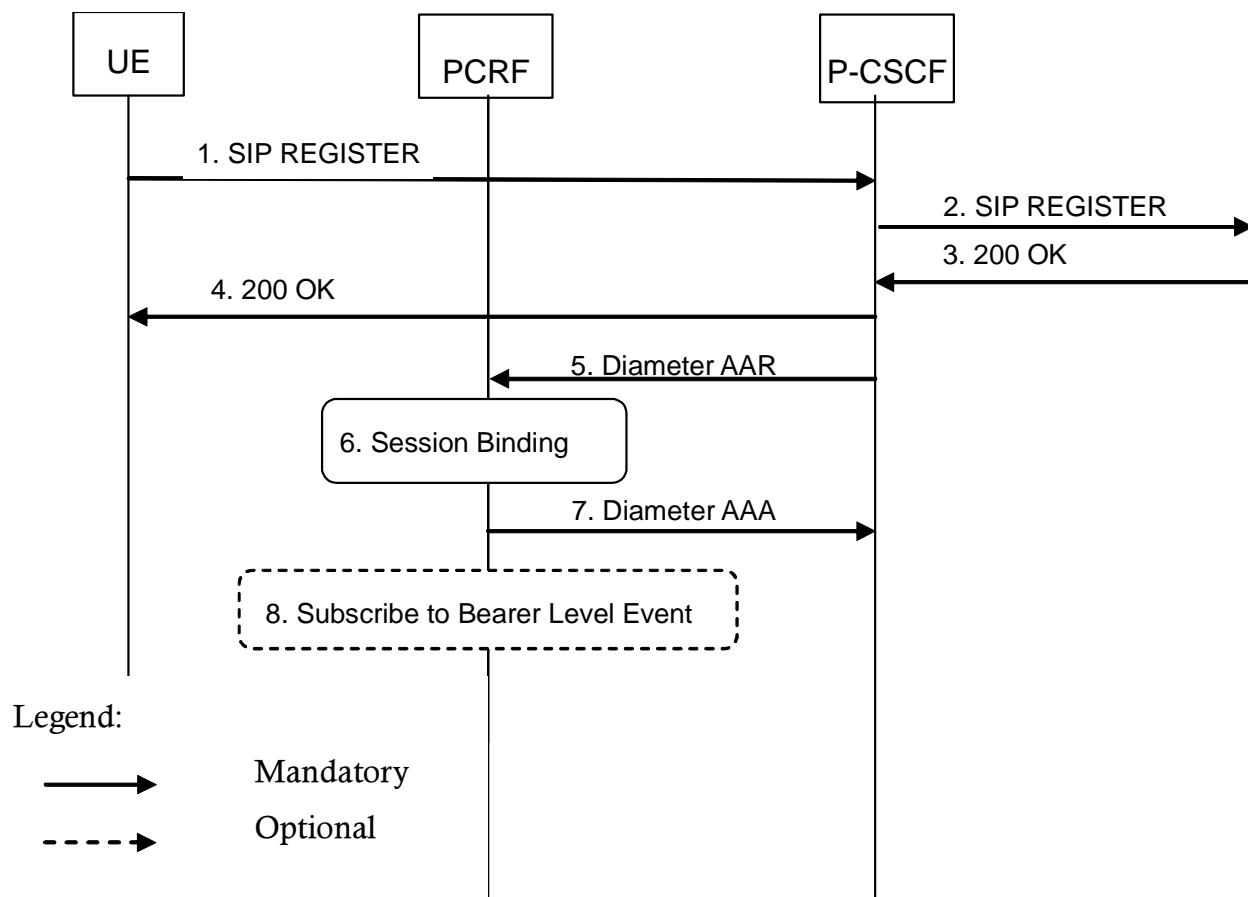 UE
PCRF
P-CSCF
1. SIP REGISTER
2. SIP REGISTER
3. 200 OK
4. 200 OK
5. Diameter AAR
6. Session Binding
7. Diameter AAA
8. Subscribe to Bearer Level Event
Legend:
Mandatory
Optional